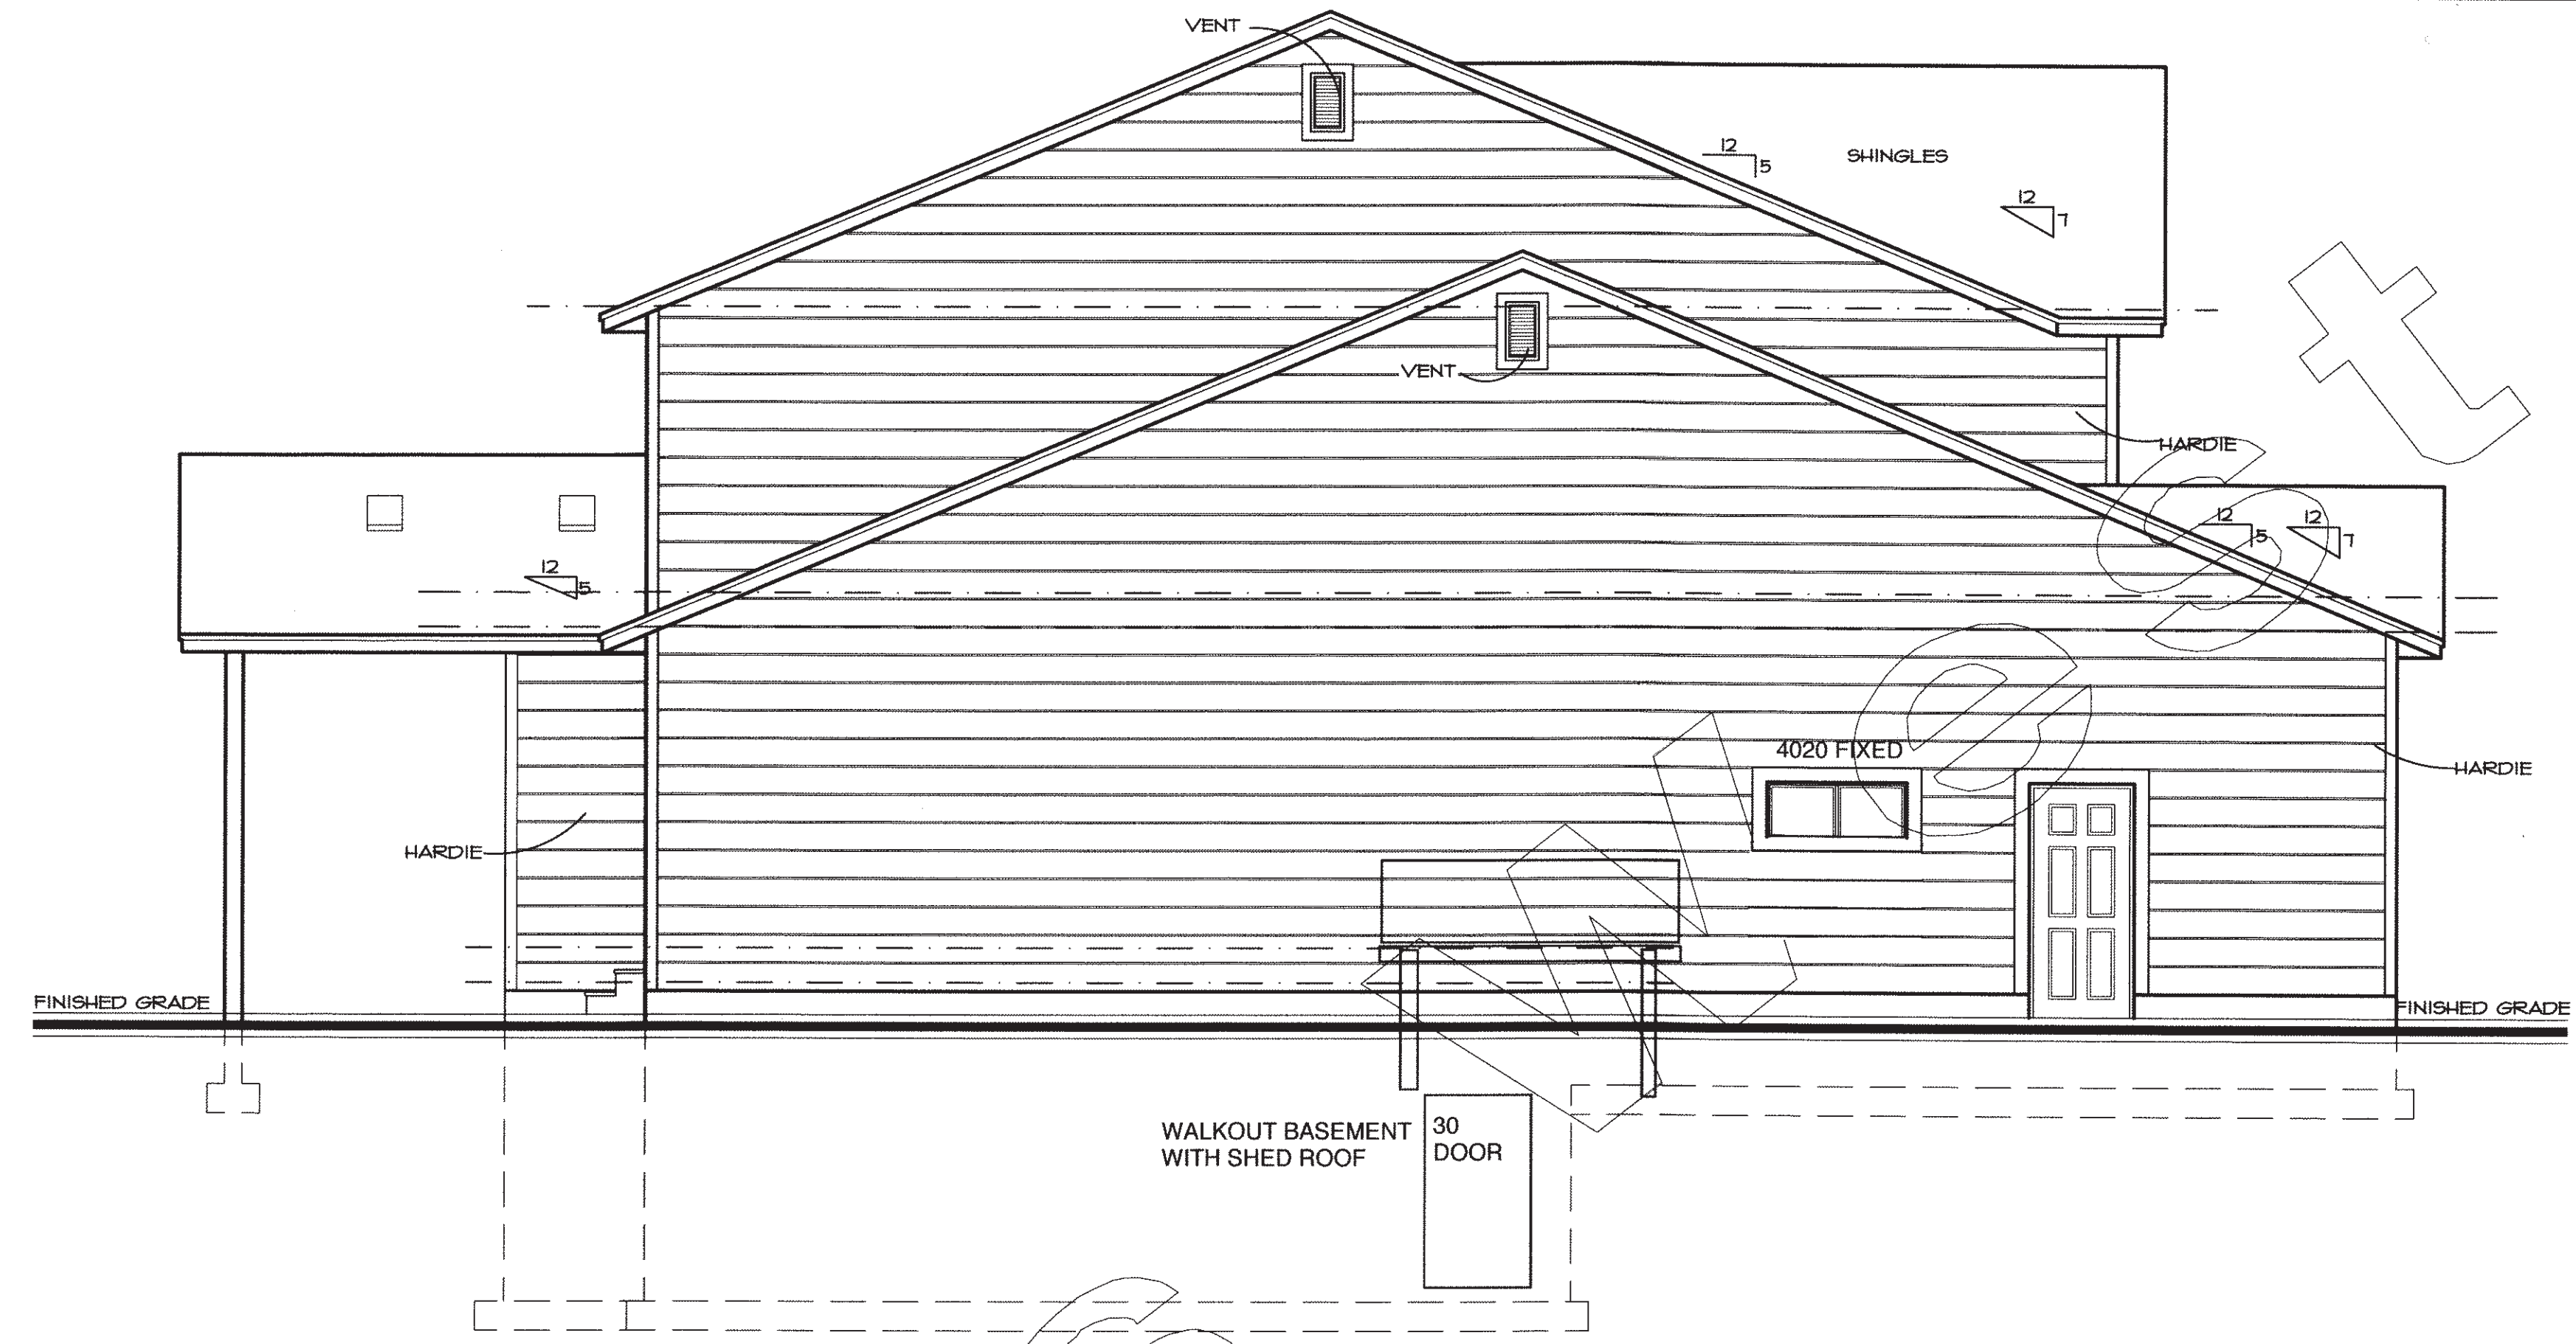 VENT
12
5
SHINGLES
12
7
VENT
HARDIE
12
5
12
7
12
5
4020 FIXED
HARDIE
HARDIE
FINISHED GRADE
FINISHED GRADE
WALKOUT BASEMENT
WITH SHED ROOF
30
DOOR